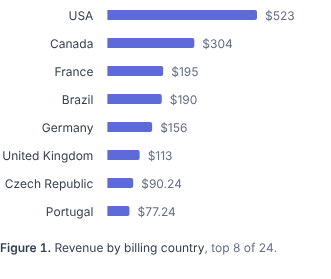 USA $523
Canada $304
France $195
Brazil $190
Germany $156
United Kingdom $113
Czech Republic $90.24
Portugal $77.24
Figure 1. Revenue by billing country, top 8 of 24.